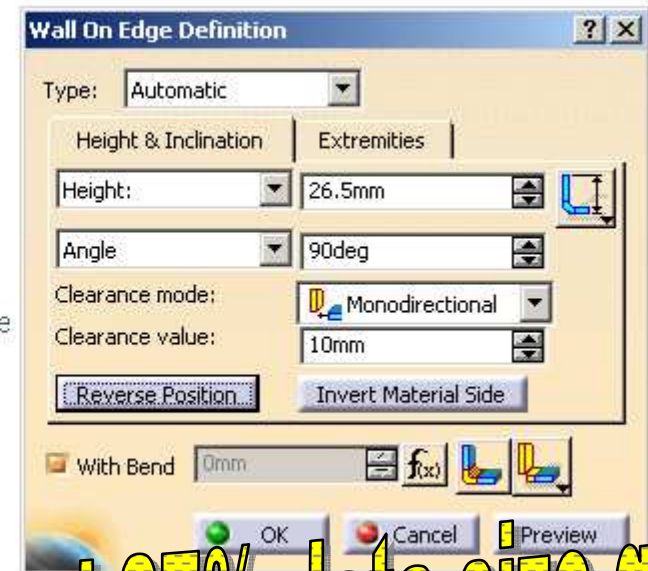 Wall On Edge Definition
Type: Automatic
Height & Inclination Extremities
Height: 26.5mm
Angle 90deg
Clearance mode: Monodirectional
e
Clearance value: 10mm
Reverse Position Invert Material Side
With Bend 0mm f(x)
OK Cancel Preview